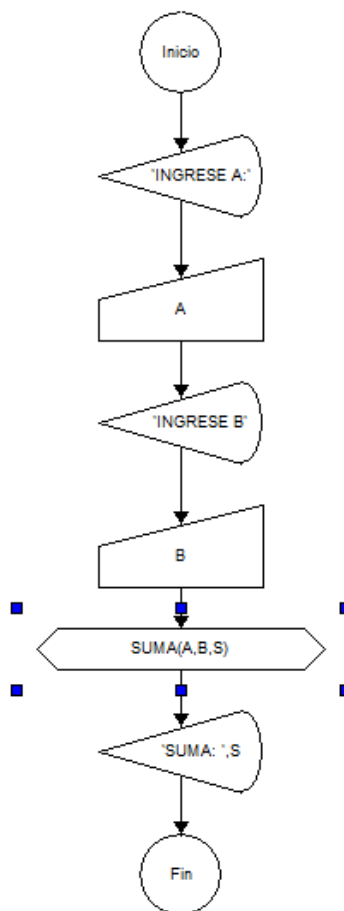 Inicio
'INGRESE A:'
A
'INGRESE B'
B
SUMA(A,B,S)
'SUMA: ',S
Fin